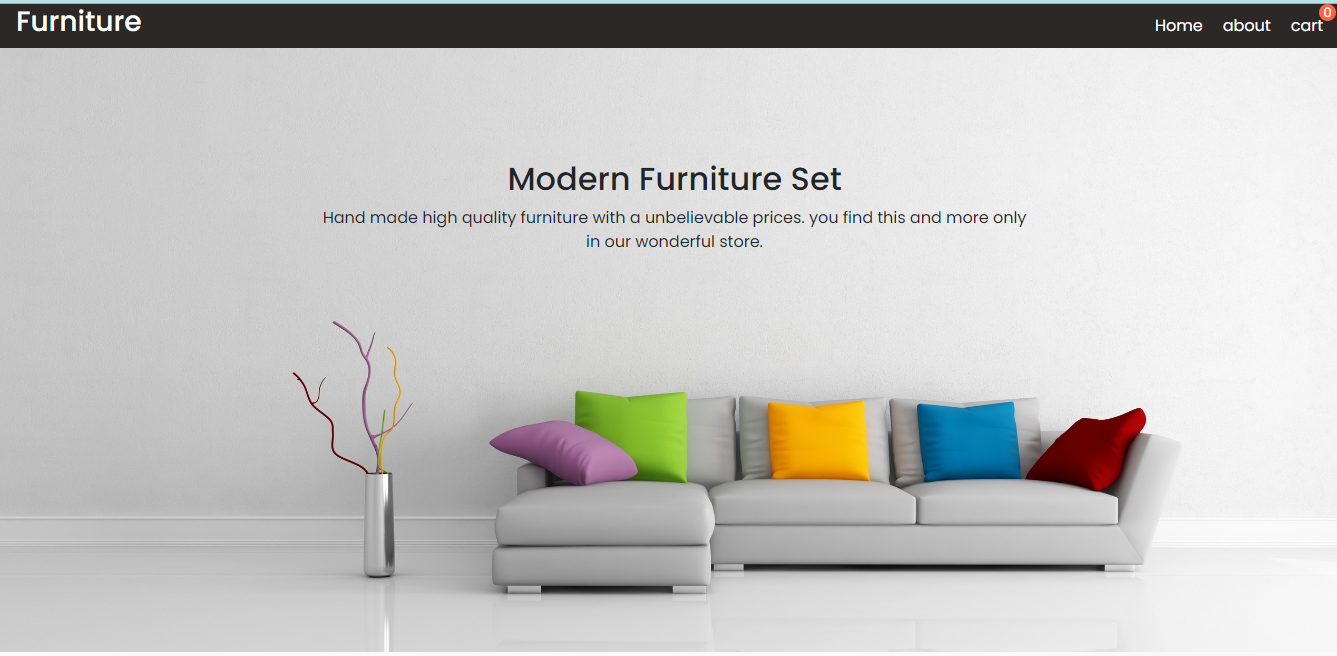 Furniture
Home about cart 0
Modern Furniture Set
Hand made high quality furniture with a unbelievable prices. you find this and more only
in our wonderful store.